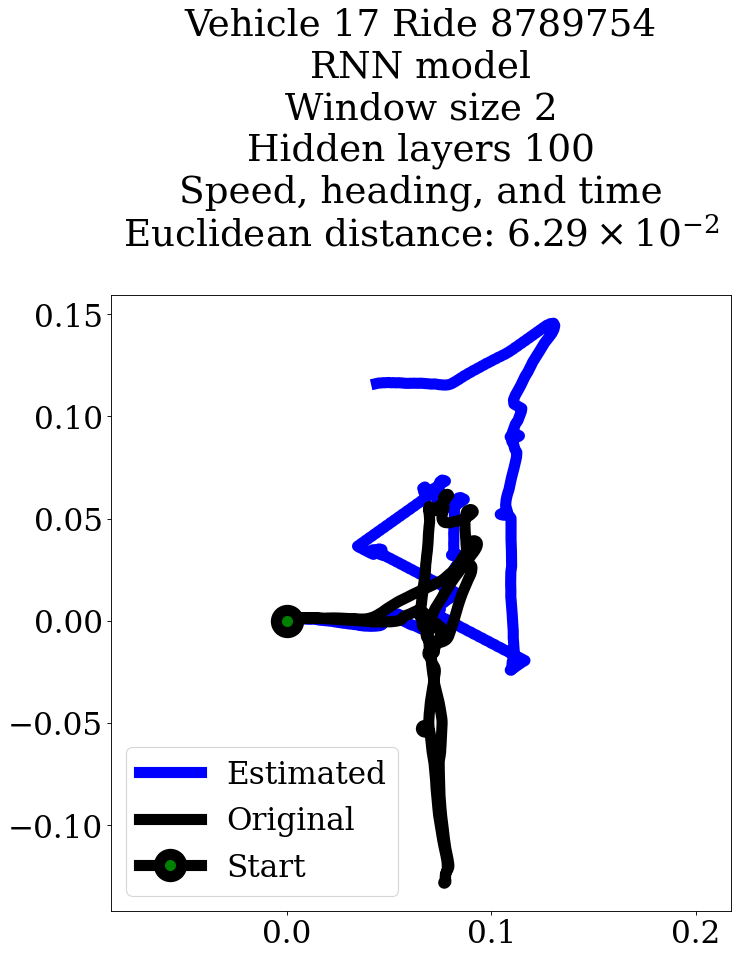 Vehicle 17 Ride 8789754
RNN model
Window size 2
Hidden layers 100
Speed, heading, and time
Euclidean distance: 6.29 × 10⁻²
0.15
0.10
0.05
0.00
−0.05
−0.10
Estimated
Original
Start
0.0 0.1 0.2